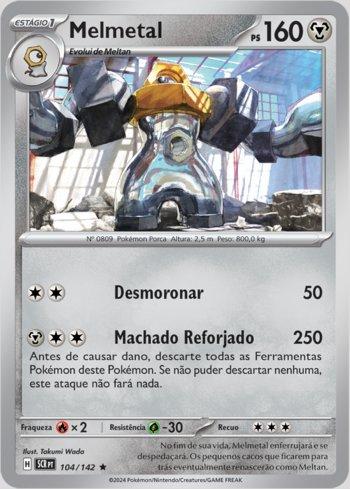 ESTÁGIO 1
Melmetal
PS 160
Evolui de Meltan
Nº 0809 Pokémon Porca Altura: 2,5 m Peso: 800,0 kg
Desmoronar 50
Machado Reforjado 250
Antes de causar dano, descarte todas as Ferramentas
Pokémon deste Pokémon. Se não puder descartar nenhuma,
este ataque não fará nada.
Fraqueza × 2 Resistência -30 Recuo
Ilust. Takumi Wada
H SCR PT 104/142 ★
No fim de sua vida, Melmetal enferrujará e se
despedaçará. Os pequenos cacos que ficarem para
trás eventualmente renascerão como Meltan.
©2024 Pokémon/Nintendo/Creatures/GAME FREAK